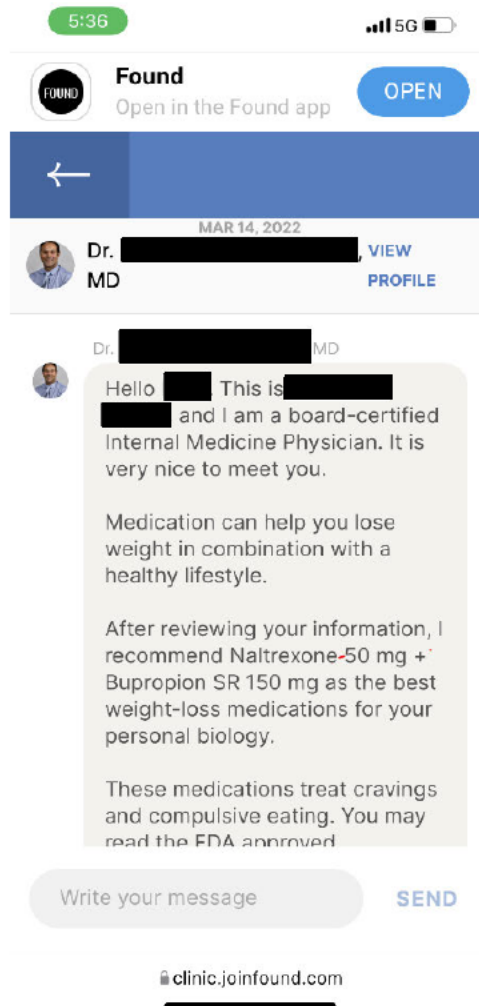 5:36
5G
FOUND
Found
Open in the Found app
OPEN
MAR 14, 2022
Dr. , VIEW
MD PROFILE
Dr. MD
Hello . This is
and I am a board-certified
Internal Medicine Physician. It is
very nice to meet you.
Medication can help you lose
weight in combination with a
healthy lifestyle.
After reviewing your information, I
recommend Naltrexone-50 mg +
Bupropion SR 150 mg as the best
weight-loss medications for your
personal biology.
These medications treat cravings
and compulsive eating. You may
read the FDA approved
Write your message
SEND
clinic.joinfound.com